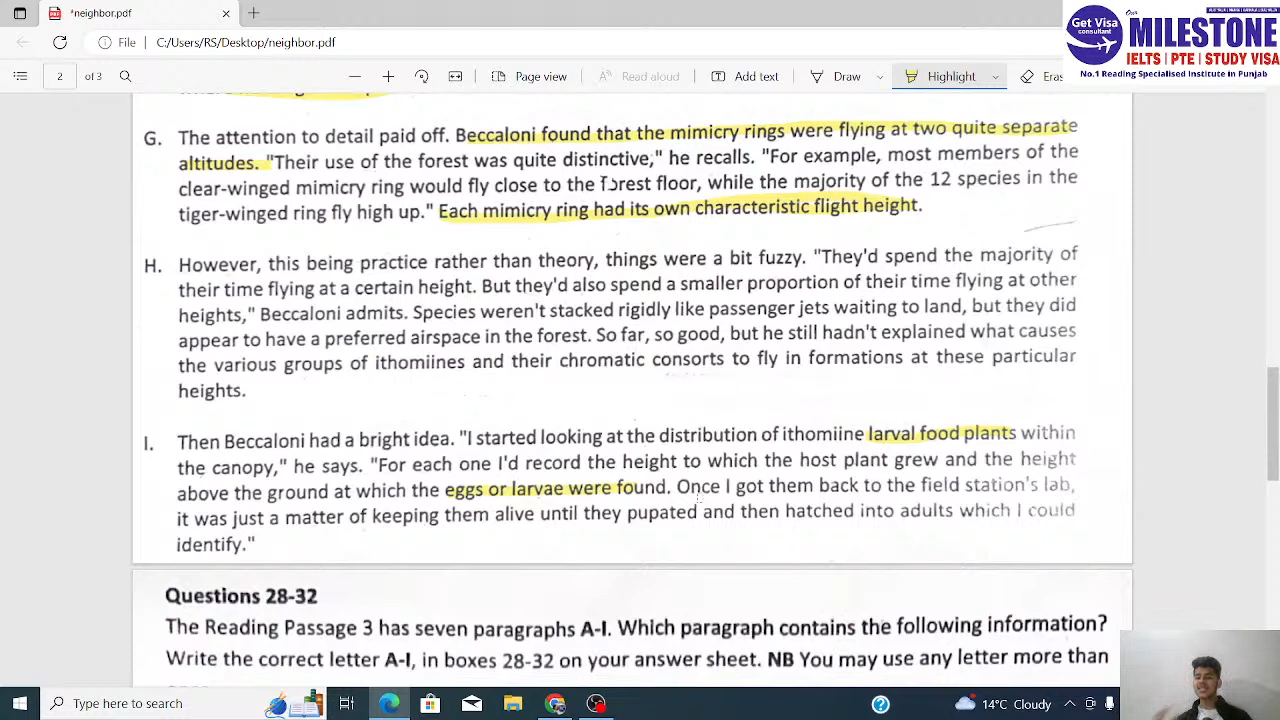 *neighbor.pdf
Get Visa
consultant
Our
MILESTONE
IELTS | PTE | STUDY VISA
No.1 Reading Specialised Institute in Punjab
File
C:/Users/S/Desktop/neighbor.pdf
2 of 3
Page view
Read aloud
Add text
Draw
Highlight
Eras
G. The attention to detail paid off. Beccaloni found that the mimicry rings were flying at two quite separate
altitudes. "Their use of the forest was quite distinctive," he recalls. "For example, most members of the
clear-winged mimicry ring would fly close to the forest floor, while the majority of the 12 species in the
tiger-winged ring fly high up." Each mimicry ring had its own characteristic flight height.
H. However, this being practice rather than theory, things were a bit fuzzy. "They'd spend the majority of
their time flying at a certain height. But they'd also spend a smaller proportion of their time flying at other
heights," Beccaloni admits. Species weren't stacked rigidly like passenger jets waiting to land, but they did
appear to have a preferred airspace in the forest. So far, so good, but he still hadn't explained what causes
the various groups of ithomiines and their chromatic consorts to fly in formations at these particular
heights.
I. Then Beccaloni had a bright idea. "I started looking at the distribution of ithomiine larval food plants within
the canopy," he says. "For each one I'd record the height to which the host plant grew and the height
above the ground at which the eggs or larvae were found. Once I got them back to the field station's lab,
it was just a matter of keeping them alive until they pupated and then hatched into adults which I could
identify."
Questions 28-32
The Reading Passage 3 has seven paragraphs A-I. Which paragraph contains the following information?
Write the correct letter A-I, in boxes 28-32 on your answer sheet. NB You may use any letter more than
Type here to search
14°C Cloudy